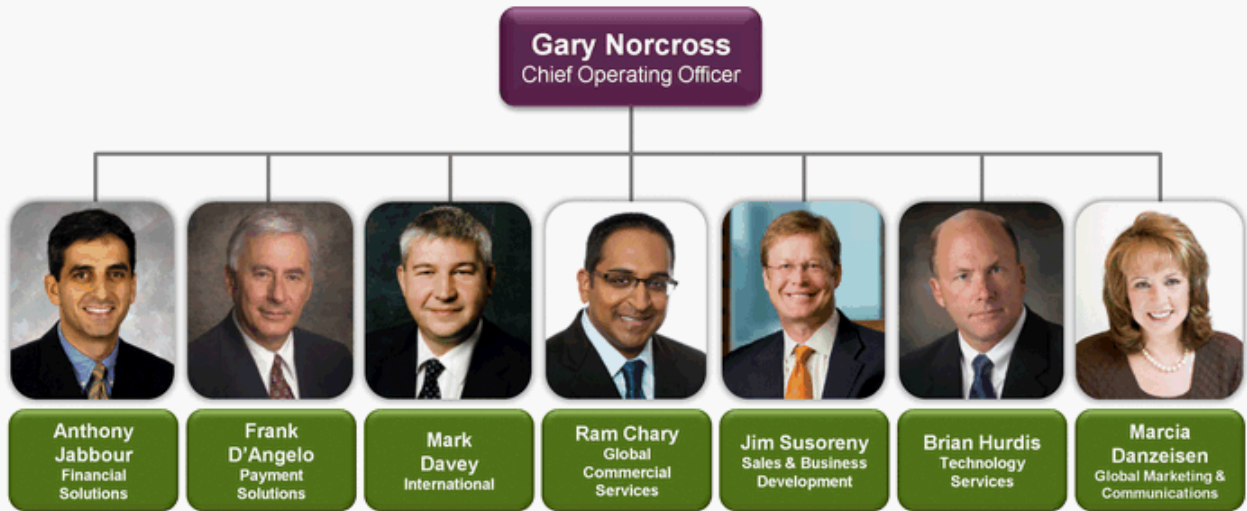 Gary Norcross
Chief Operating Officer
Anthony
Jabbour
Financial
Solutions
Frank
D'Angelo
Payment
Solutions
Mark
Davey
International
Ram Chary
Global
Commercial
Services
Jim Susoreny
Sales & Business
Development
Brian Hurdis
Technology
Services
Marcia
Danzeisen
Global Marketing &
Communications